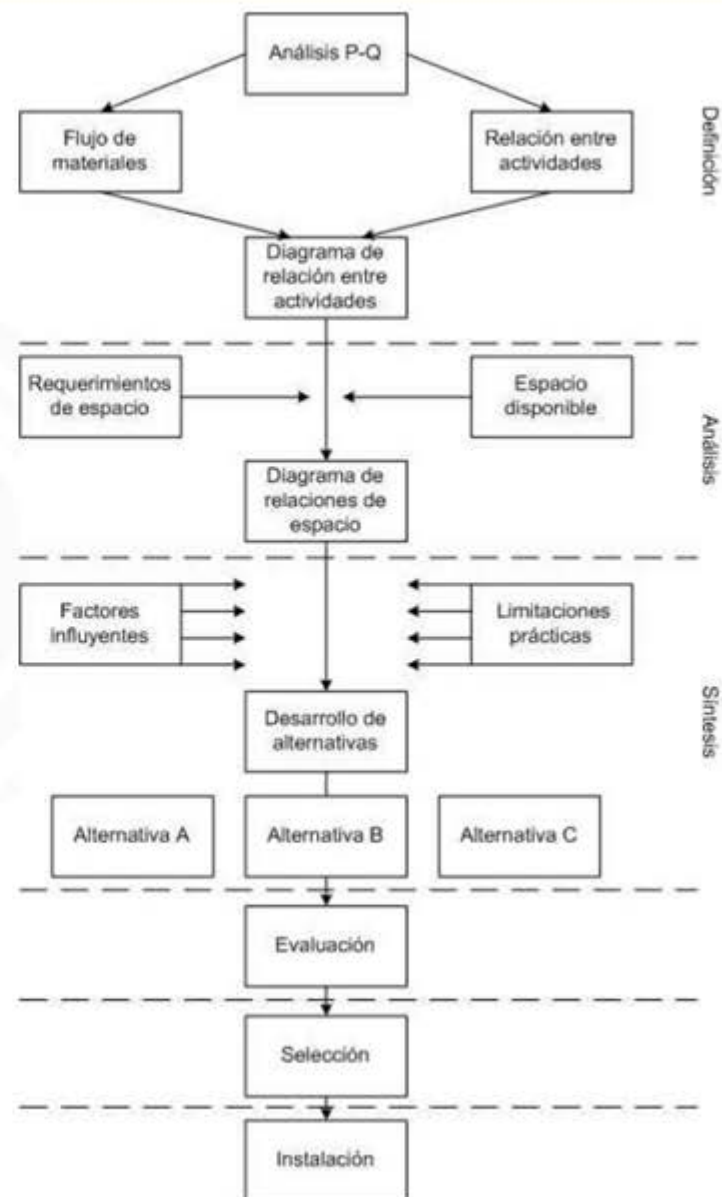 Análisis P-Q
Flujo de
materiales
Relación entre
actividades
Definición
Diagrama de
relación entre
actividades
Requerimientos
de espacio
Espacio
disponible
Análisis
Diagrama de
relaciones de
espacio
Factores
influyentes
Limitaciones
prácticas
Síntesis
Desarrollo de
alternativas
Alternativa A
Alternativa B
Alternativa C
Evaluación
Selección
Instalación